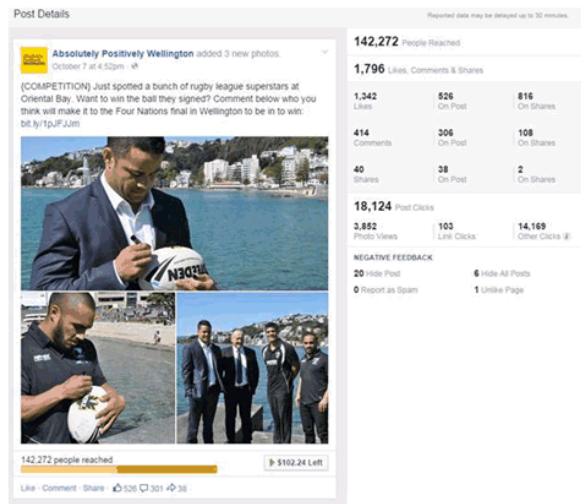 Post Details
Reported data may be delayed up to 30 minutes.
Absolutely Positively Wellington added 3 new photos.
October 7 at 4:52pm
{COMPETITION} Just spotted a bunch of rugby league superstars at
Oriental Bay. Want to win the ball they signed? Comment below who you
think will make it to the Four Nations final in Wellington to be in to win:
bit.ly/1pJFJJm
STEEDEN
142,272 people reached
$102.24 Left
Like · Comment · Share · 526 301 38
142,272 People Reached
1,796 Likes, Comments & Shares
1,342 526 816
Likes On Post On Shares
414 306 108
Comments On Post On Shares
40 38 2
Shares On Post On Shares
18,124 Post Clicks
3,852 103 14,169
Photo Views Link Clicks Other Clicks
NEGATIVE FEEDBACK
20 Hide Post 6 Hide All Posts
0 Report as Spam 1 Unlike Page